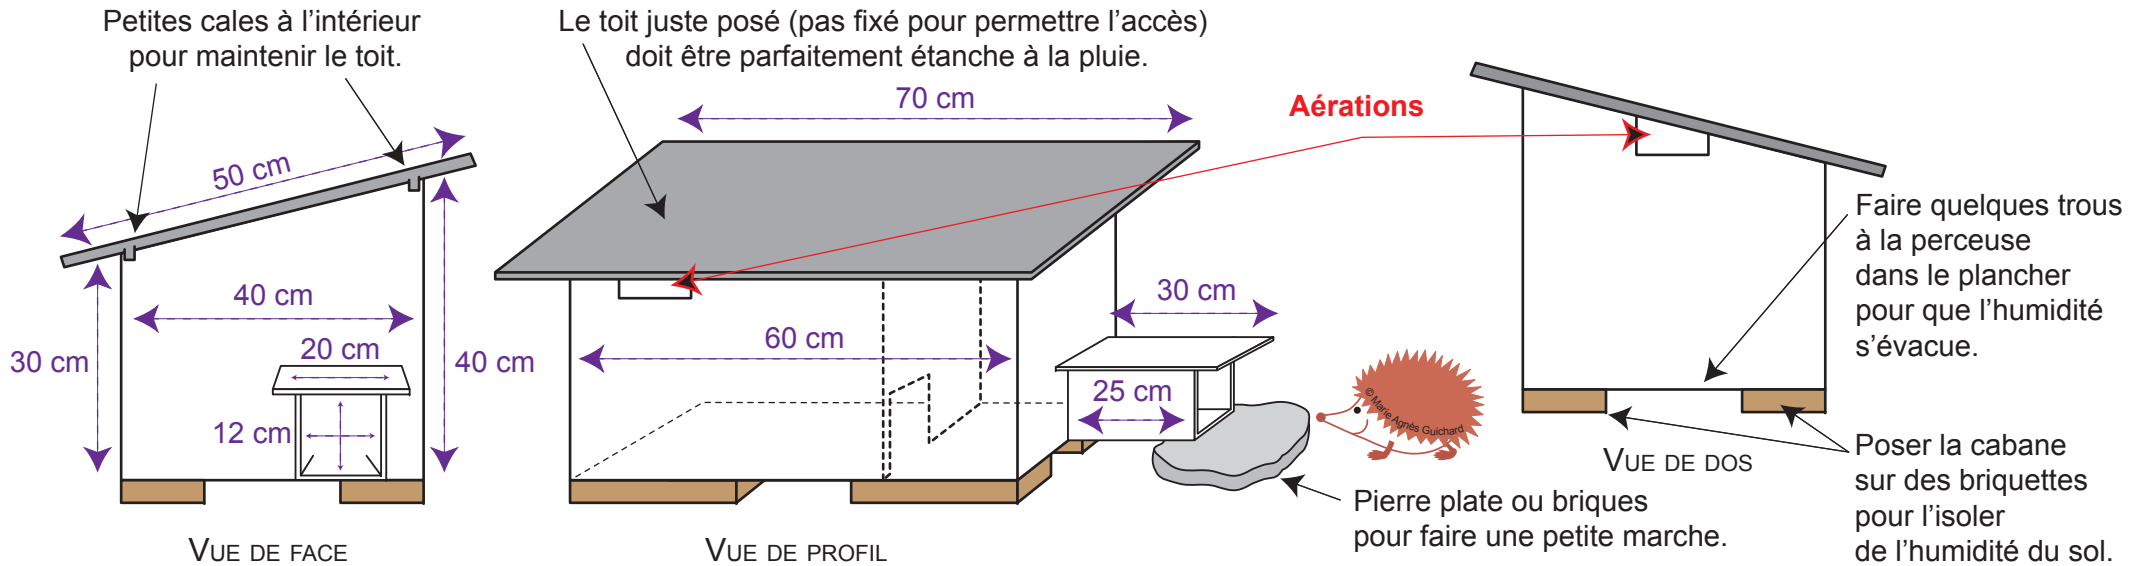 Petites cales à l’intérieur
pour maintenir le toit.
50 cm
40 cm
30 cm
20 cm
12 cm
40 cm
VUE DE FACE
Le toit juste posé (pas fixé pour permettre l’accès)
doit être parfaitement étanche à la pluie.
70 cm
Aérations
60 cm
30 cm
25 cm
© Marie Agnès Guichard
Pierre plate ou briques
pour faire une petite marche.
VUE DE PROFIL
Faire quelques trous
à la perceuse
dans le plancher
pour que l’humidité
s’évacue.
VUE DE DOS
Poser la cabane
sur des briquettes
pour l’isoler
de l’humidité du sol.